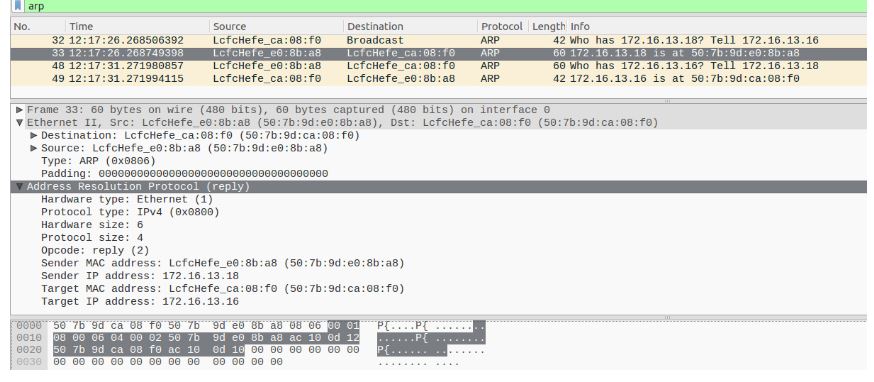 arp
No. Time Source Destination Protocol Length Info
32 12:17:26.268506392 LcfcHefe_ca:08:f0 Broadcast ARP 42 Who has 172.16.13.18? Tell 172.16.13.16
33 12:17:26.268749398 LcfcHefe_e0:8b:a8 LcfcHefe_ca:08:f0 ARP 60 172.16.13.18 is at 50:7b:9d:e0:8b:a8
48 12:17:31.271980857 LcfcHefe_e0:8b:a8 LcfcHefe_ca:08:f0 ARP 60 Who has 172.16.13.16? Tell 172.16.13.18
49 12:17:31.271994115 LcfcHefe_ca:08:f0 LcfcHefe_e0:8b:a8 ARP 42 172.16.13.16 is at 50:7b:9d:ca:08:f0
Frame 33: 60 bytes on wire (480 bits), 60 bytes captured (480 bits) on interface 0
Ethernet II, Src: LcfcHefe_e0:8b:a8 (50:7b:9d:e0:8b:a8), Dst: LcfcHefe_ca:08:f0 (50:7b:9d:ca:08:f0)
Destination: LcfcHefe_ca:08:f0 (50:7b:9d:ca:08:f0)
Source: LcfcHefe_e0:8b:a8 (50:7b:9d:e0:8b:a8)
Type: ARP (0x0806)
Padding: 000000000000000000000000000000000000
Address Resolution Protocol (reply)
Hardware type: Ethernet (1)
Protocol type: IPv4 (0x0800)
Hardware size: 6
Protocol size: 4
Opcode: reply (2)
Sender MAC address: LcfcHefe_e0:8b:a8 (50:7b:9d:e0:8b:a8)
Sender IP address: 172.16.13.18
Target MAC address: LcfcHefe_ca:08:f0 (50:7b:9d:ca:08:f0)
Target IP address: 172.16.13.16
0000 50 7b 9d ca 08 f0 50 7b 9d e0 8b a8 08 06 00 01 P{....P{ ........
0010 08 00 06 04 00 02 50 7b 9d e0 8b a8 ac 10 0d 12 ......P{ ........
0020 50 7b 9d ca 08 f0 ac 10 0d 10 00 00 00 00 00 00 P{...... ........
0030 00 00 00 00 00 00 00 00 00 00 00 00 ........ ....